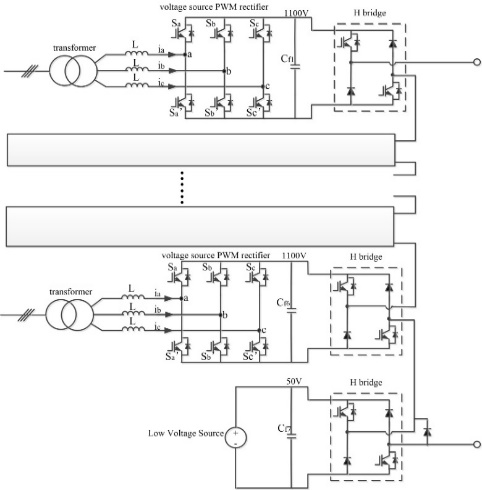 voltage source PWM rectifier 1100V H bridge
Sa Sb Sc
transformer
L ia a
L ib b
L ic c
Cf1
Sa' Sb' Sc'
voltage source PWM rectifier 1100V H bridge
Sa Sb Sc
transformer
L ia a
L ib b
L ic c
Sa' Sb' Sc'
50V H bridge
Low Voltage Source
+
-
Cf7